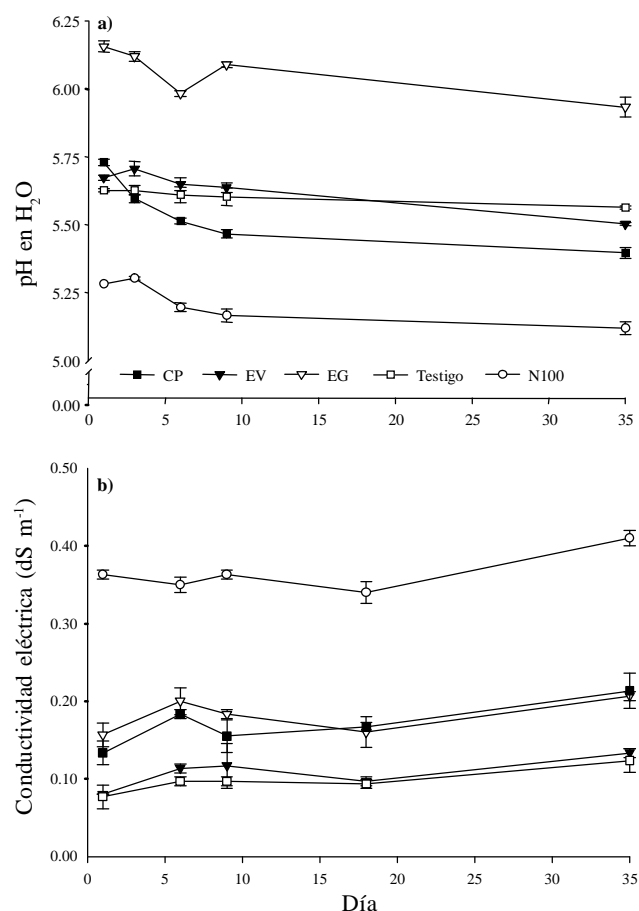 a)
6.25
6.00
5.75
5.50
5.25
5.00
0.00
pH en H2O
CP EV EG Testigo N100
0 5 10 15 20 25 30 35
b)
0.50
0.40
0.30
0.20
0.10
0.00
Conductividad eléctrica (dS m-1)
0 5 10 15 20 25 30 35
Día